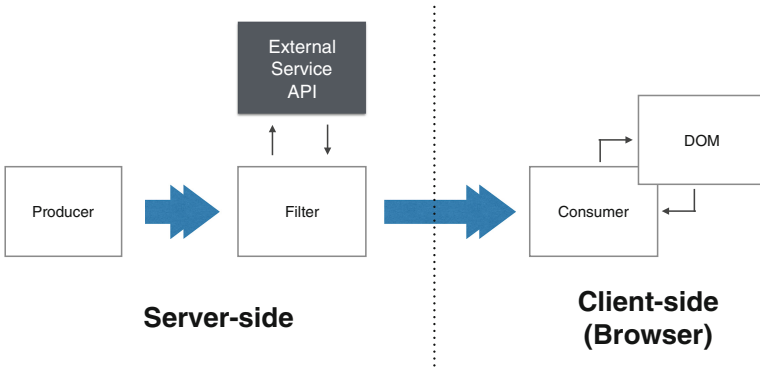 External
Service
API
Producer
Filter
Consumer
DOM
Server-side
Client-side
(Browser)